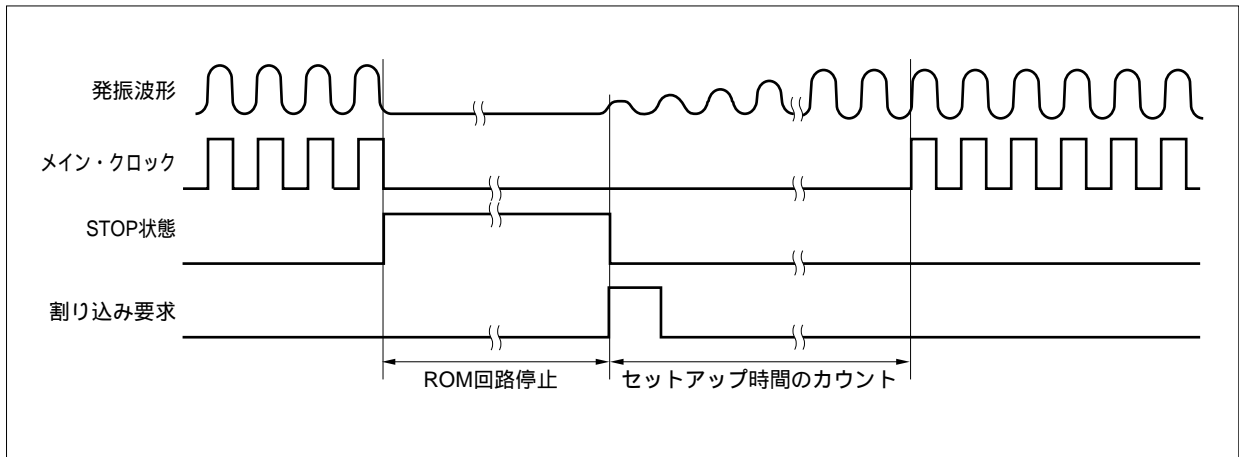 発振波形
メイン・クロック
STOP状態
割り込み要求
ROM回路停止
セットアップ時間のカウント